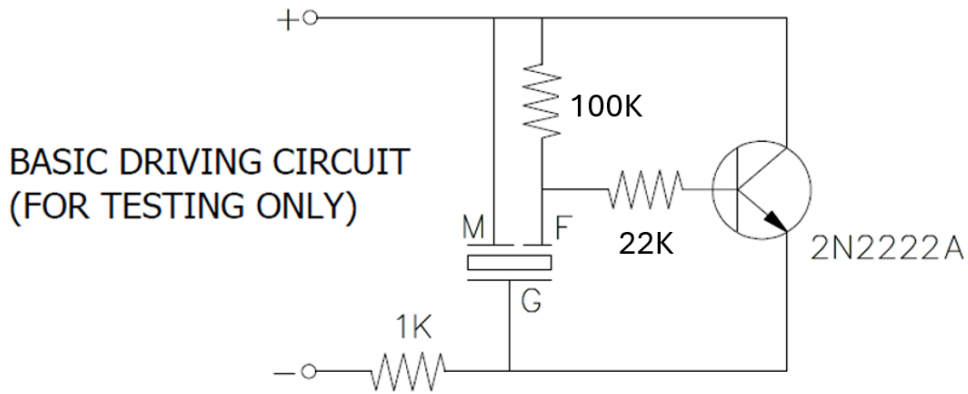 +
100K
BASIC DRIVING CIRCUIT
(FOR TESTING ONLY)
M
F
22K
2N2222A
G
1K
−